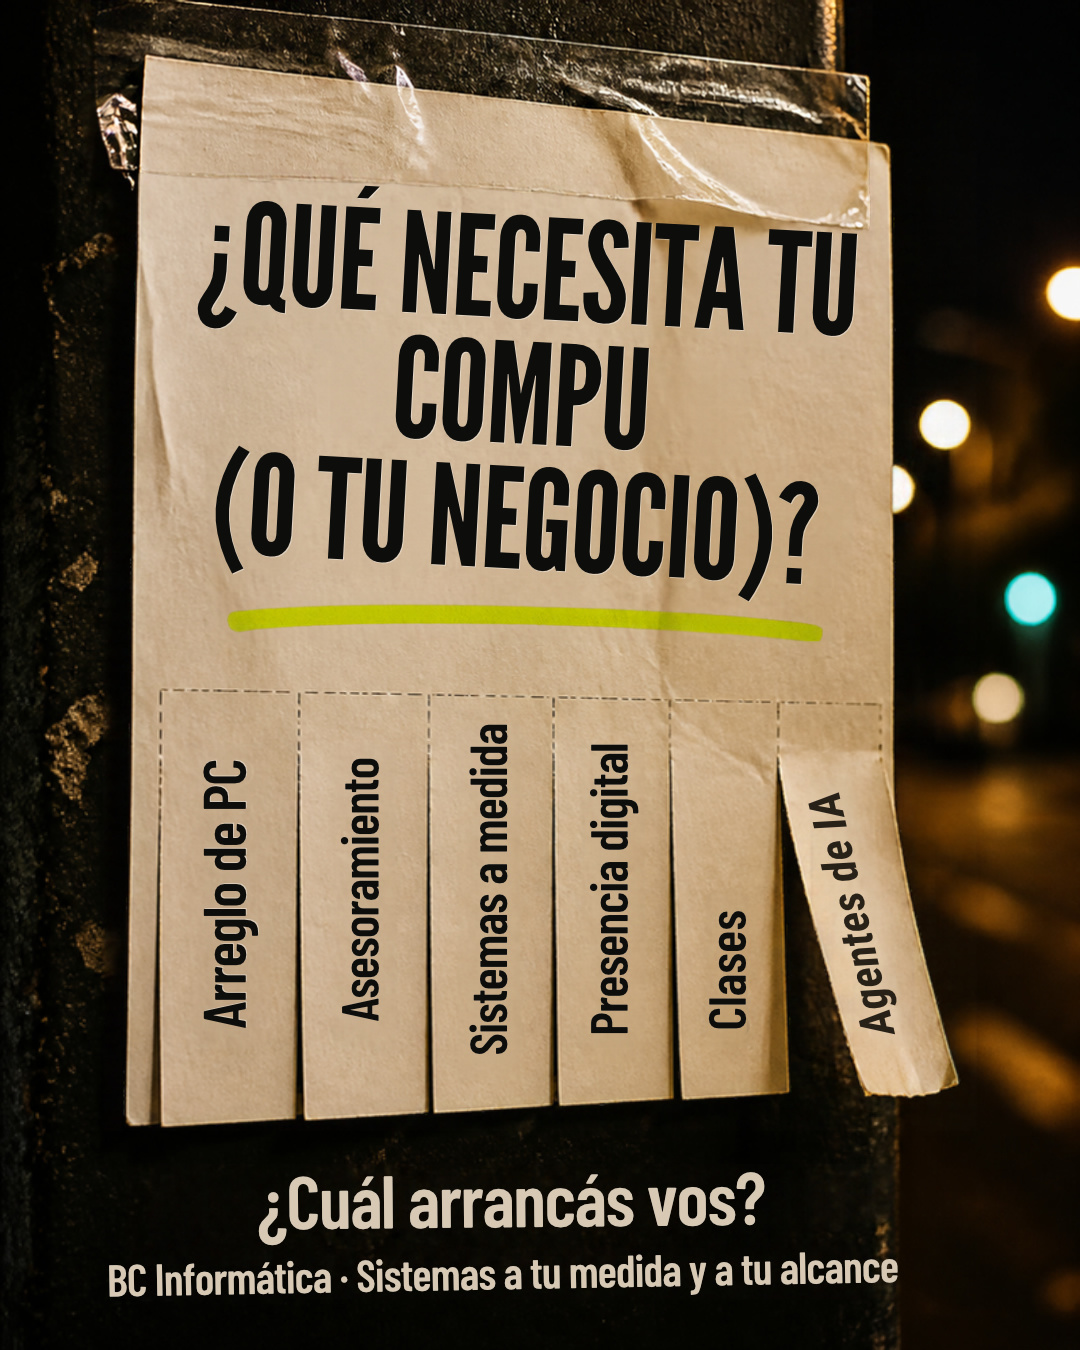 ¿QUÉ NECESITA TU
COMPU
(O TU NEGOCIO)?
Arreglo de PC
Asesoramiento
Sistemas a medida
Presencia digital
Clases
Agentes de IA
¿Cuál arrancás vos?
BC Informática · Sistemas a tu medida y a tu alcance